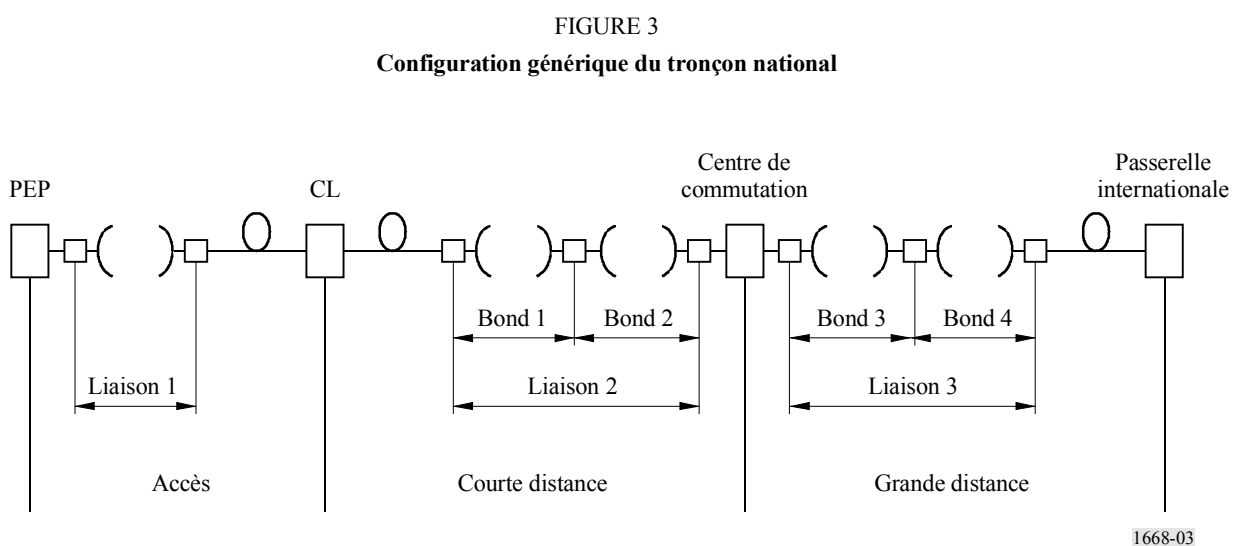 FIGURE 3
Configuration générique du tronçon national
PEP
CL
Centre de
commutation
Passerelle
internationale
Bond 1
Bond 2
Bond 3
Bond 4
Liaison 1
Liaison 2
Liaison 3
Accès
Courte distance
Grande distance
1668-03